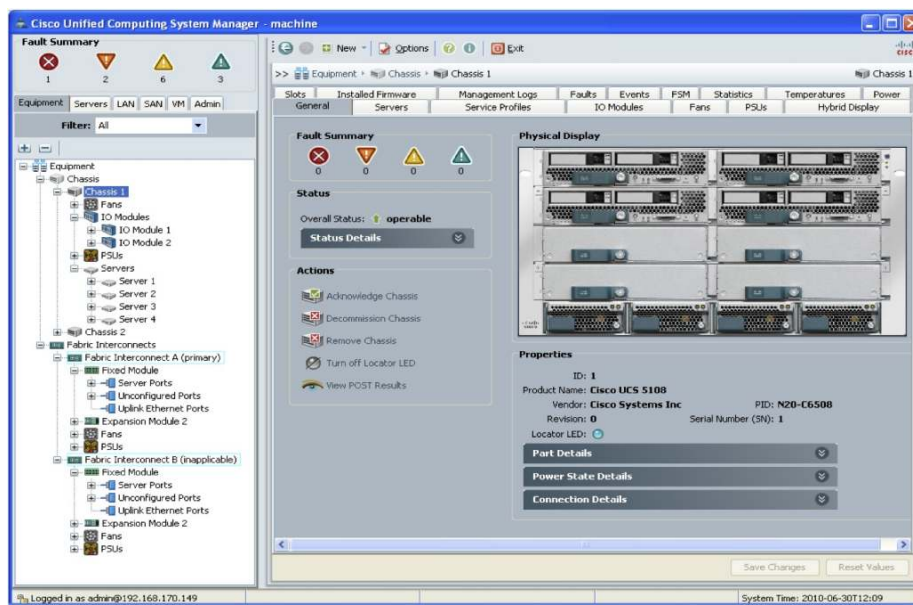 Cisco Unified Computing System Manager - machine
Fault Summary
1 2 6 3
Equipment Servers LAN SAN VM Admin
Filter: All
Equipment
Chassis
Chassis 1
Fans
IO Modules
IO Module 1
IO Module 2
PSUs
Servers
Server 1
Server 2
Server 3
Server 4
Chassis 2
Fabric Interconnects
Fabric Interconnect A (primary)
Fixed Module
Server Ports
Unconfigured Ports
Uplink Ethernet Ports
Expansion Module 2
Fans
PSUs
Fabric Interconnect B (inapplicable)
Fixed Module
Server Ports
Unconfigured Ports
Uplink Ethernet Ports
Expansion Module 2
Fans
PSUs
New Options Exit
CISCO
>> Equipment Chassis Chassis 1 Chassis 1
Slots Installed Firmware Management Logs Faults Events FSM Statistics Temperatures Power
General Servers Service Profiles IO Modules Fans PSUs Hybrid Display
Fault Summary
0 0 0 0
Status
Overall Status: operable
Status Details
Actions
Acknowledge Chassis
Decommission Chassis
Remove Chassis
Turn off Locator LED
View POST Results
Physical Display
Properties
ID: 1
Product Name: Cisco UCS 5108
Vendor: Cisco Systems Inc PID: N20-C6508
Revision: 0 Serial Number (SN): 1
Locator LED:
Part Details
Power State Details
Connection Details
Save Changes Reset Values
Logged in as admin@192.168.170.149 System Time: 2010-06-30T12:09